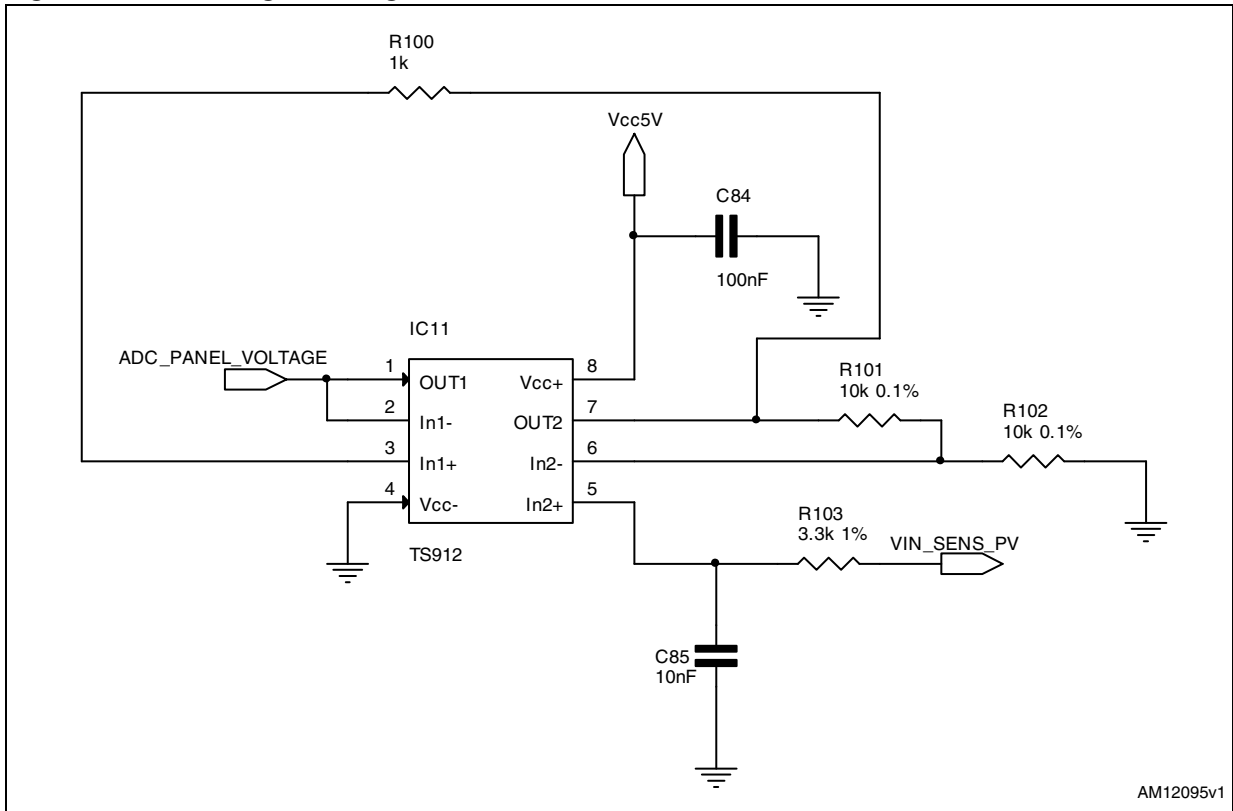 R100
1k
Vcc5V
C84
100nF
IC11
ADC_PANEL_VOLTAGE
1
OUT1
Vcc+
8
2
In1-
OUT2
7
3
In1+
In2-
6
4
Vcc-
In2+
5
TS912
R101
10k 0.1%
R102
10k 0.1%
R103
3.3k 1%
VIN_SENS_PV
C85
10nF
AM12095v1